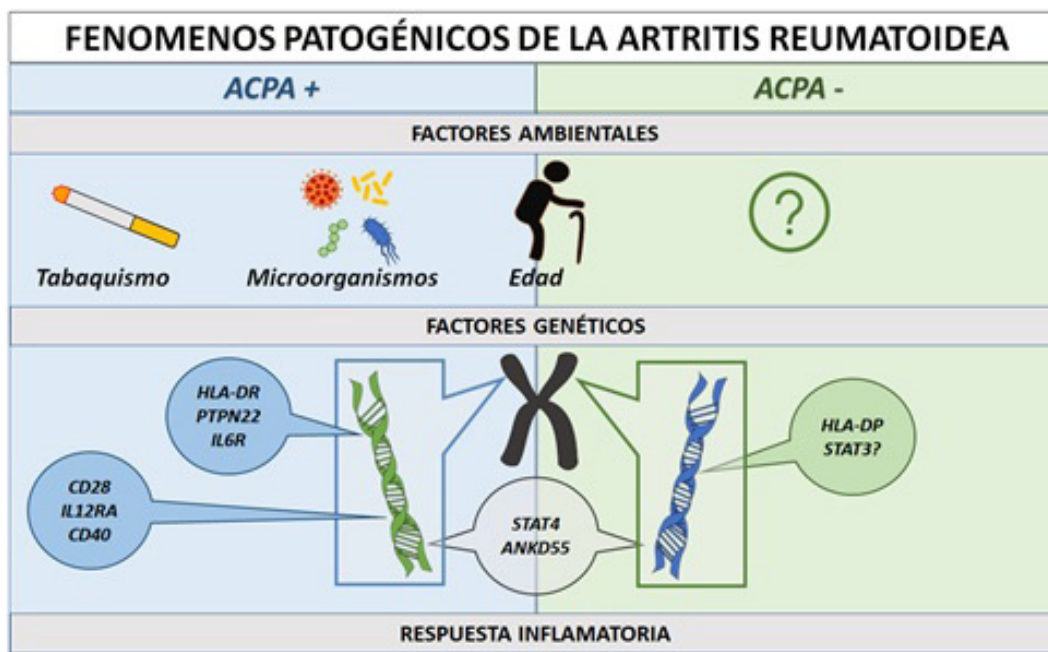 FENOMENOS PATOGÉNICOS DE LA ARTRITIS REUMATOIDEA
ACPA +
ACPA -
FACTORES AMBIENTALES
?
Tabaquismo
Microorganismos
Edad
FACTORES GENÉTICOS
HLA-DR
PTPN22
IL6R
HLA-DP
STAT3?
CD28
IL12RA
CD40
STAT4
ANKD55
RESPUESTA INFLAMATORIA